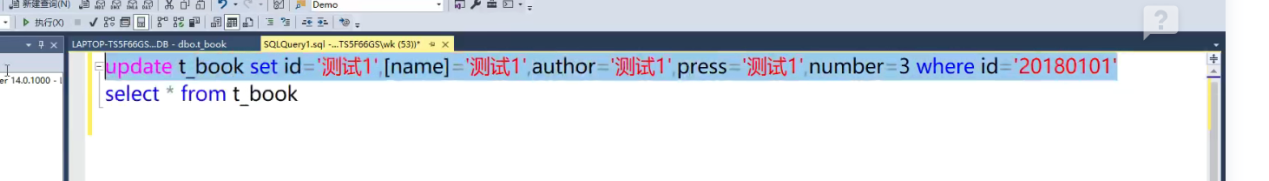 新建查询(N)
Demo
执行(X)
LAPTOP-TS5F66GS...DB - dbo.t_book
SQLQuery1.sql -...TS5F66GS\wk (53))*
er 14.0.1000 -
update t_book set id='测试1',[name]='测试1',author='测试1',press='测试1',number=3 where id='20180101'
select * from t_book